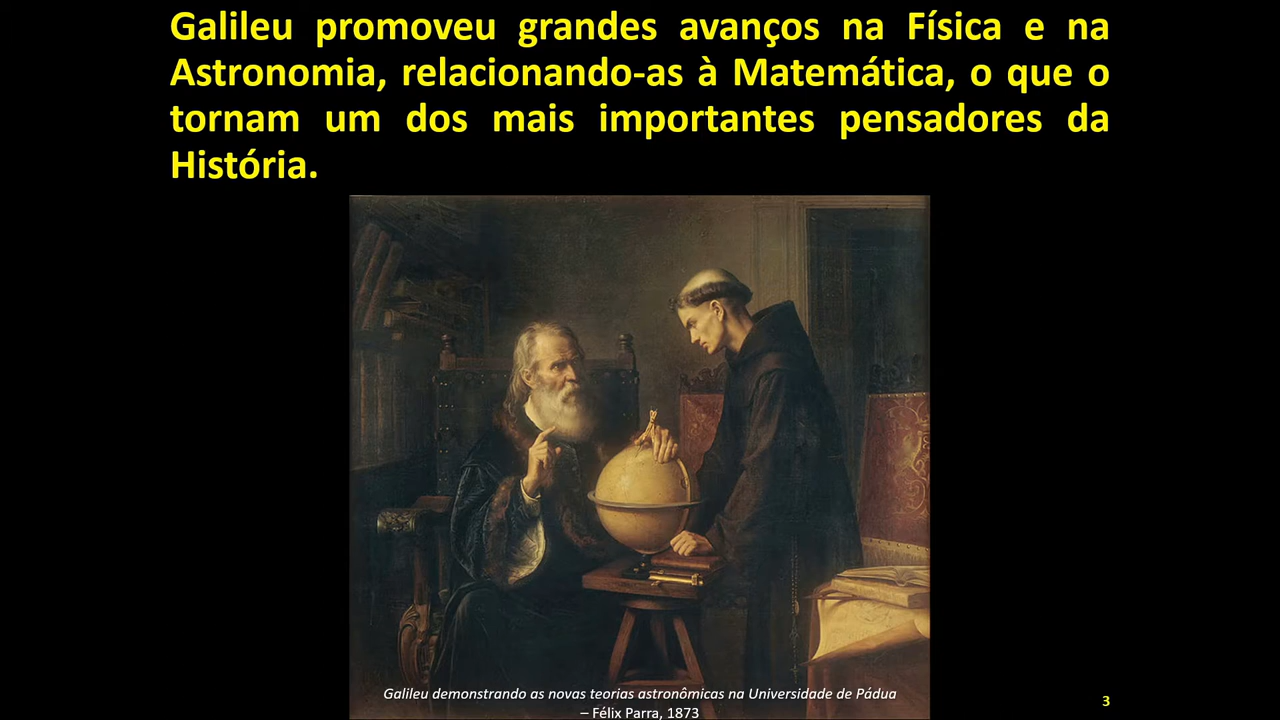 Galileu promoveu grandes avanços na Física e na
Astronomia, relacionando-as à Matemática, o que o
tornam um dos mais importantes pensadores da
História.
Galileu demonstrando as novas teorias astronômicas na Universidade de Pádua
– Félix Parra, 1873
3